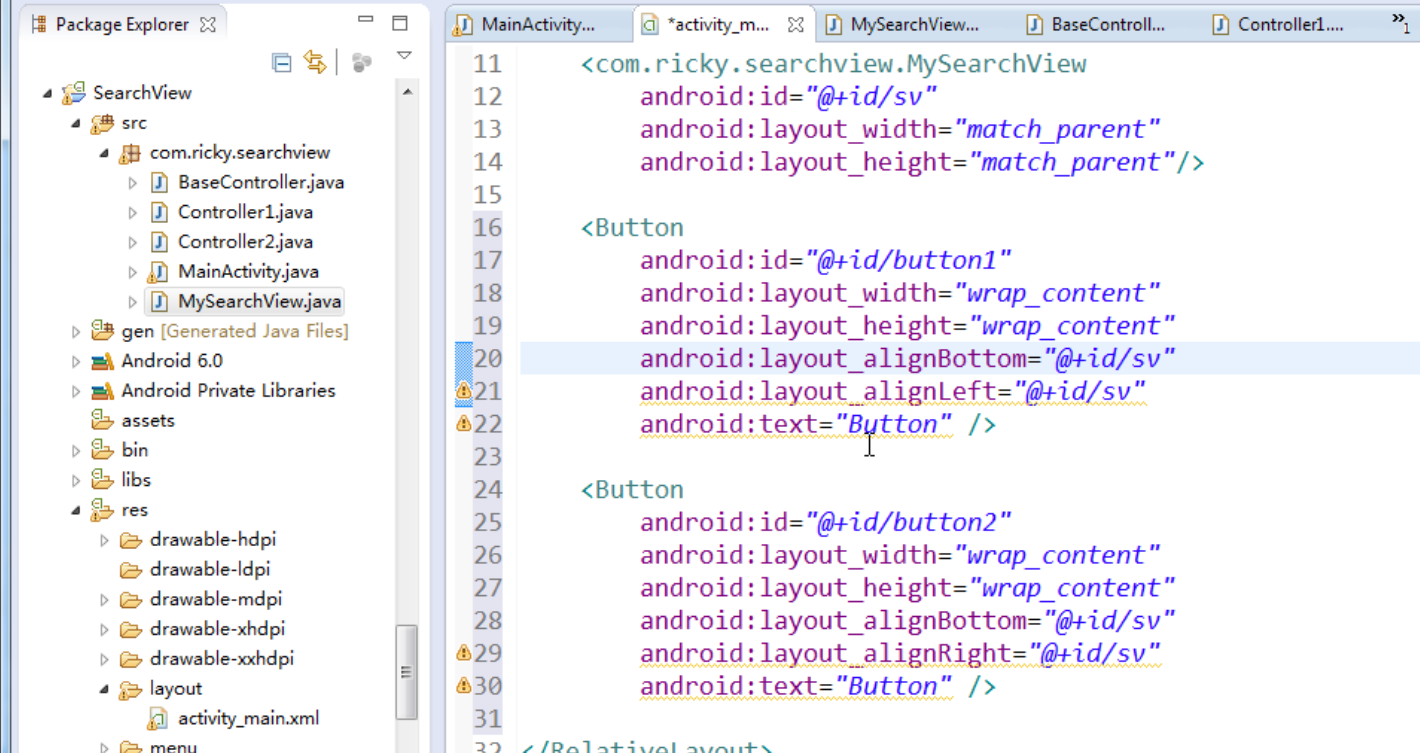 Package Explorer
SearchView
src
com.ricky.searchview
BaseController.java
Controller1.java
Controller2.java
MainActivity.java
MySearchView.java
gen [Generated Java Files]
Android 6.0
Android Private Libraries
assets
bin
libs
res
drawable-hdpi
drawable-ldpi
drawable-mdpi
drawable-xhdpi
drawable-xxhdpi
layout
activity_main.xml
menu
MainActivity... *activity_m... MySearchView... BaseControll... Controller1.... »1
11 <com.ricky.searchview.MySearchView
12 android:id="@+id/sv"
13 android:layout_width="match_parent"
14 android:layout_height="match_parent"/>
15
16 <Button
17 android:id="@+id/button1"
18 android:layout_width="wrap_content"
19 android:layout_height="wrap_content"
20 android:layout_alignBottom="@+id/sv"
21 android:layout_alignLeft="@+id/sv"
22 android:text="Button" />
23
24 <Button
25 android:id="@+id/button2"
26 android:layout_width="wrap_content"
27 android:layout_height="wrap_content"
28 android:layout_alignBottom="@+id/sv"
29 android:layout_alignRight="@+id/sv"
30 android:text="Button" />
31
32 </RelativeLayout>